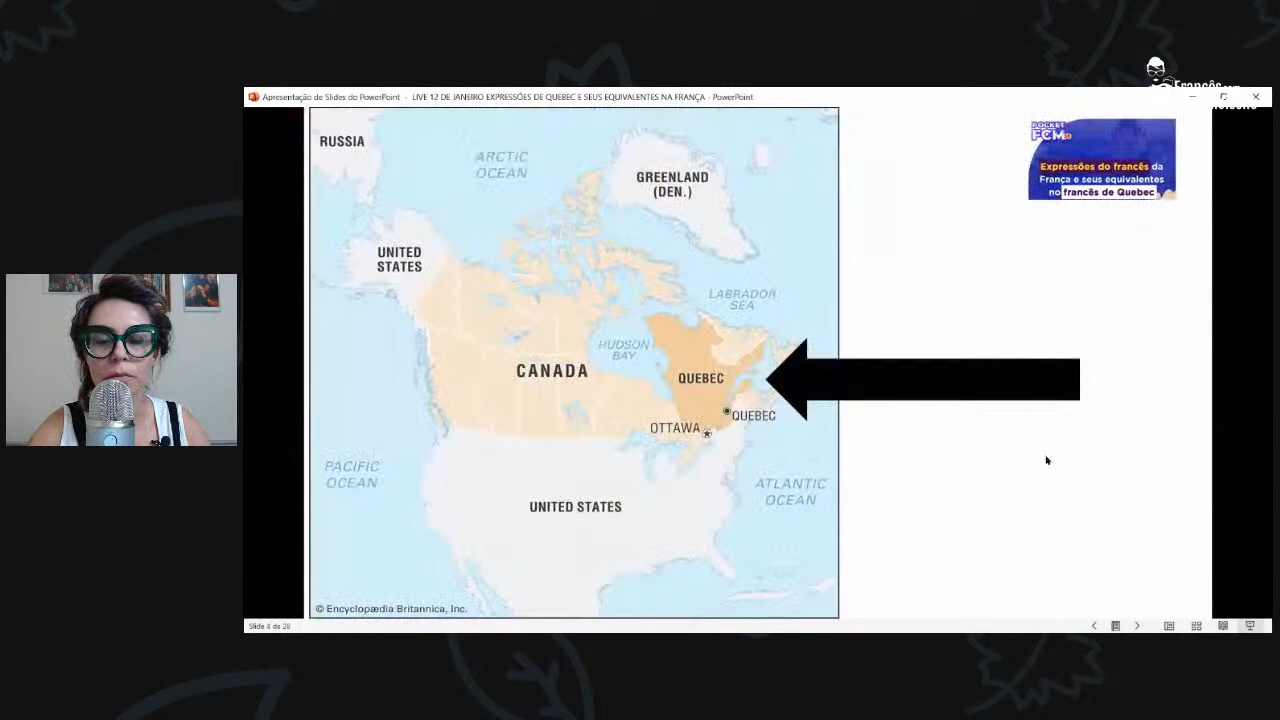 Francês
Apresentação de Slides do PowerPoint - LIVE 12 DE JANEIRO EXPRESSÕES DE QUEBEC E SEUS EQUIVALENTES NA FRANÇA - PowerPoint
POCKET
FCM
Expressões do francês da
França e seus equivalentes
no francês de Quebec
RUSSIA
ARCTIC
OCEAN
GREENLAND
(DEN.)
UNITED
STATES
LABRADOR
SEA
HUDSON
BAY
CANADA
QUEBEC
QUEBEC
OTTAWA
PACIFIC
OCEAN
ATLANTIC
OCEAN
UNITED STATES
© Encyclopædia Britannica, Inc.
Slide 8 de 28